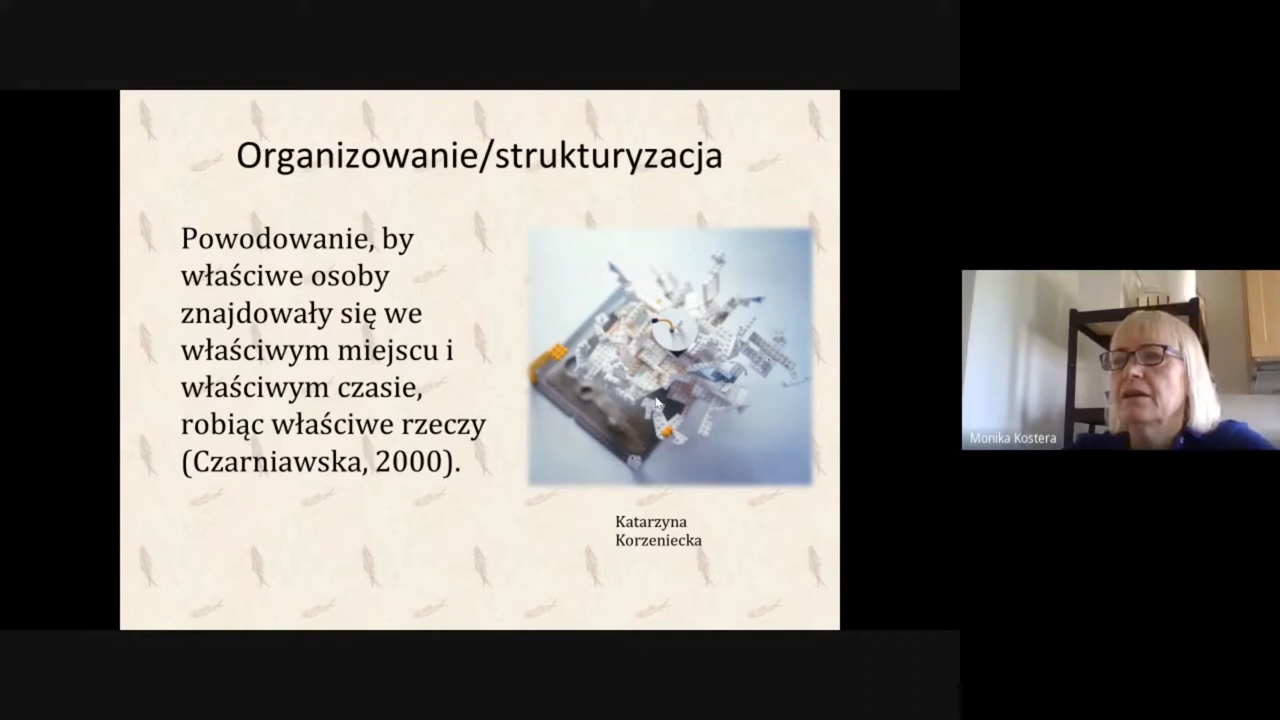 Organizowanie/strukturyzacja
Powodowanie, by
właściwe osoby
znajdowały się we
właściwym miejscu i
właściwym czasie,
robiąc właściwe rzeczy
(Czarniawska, 2000).
Katarzyna
Korzeniecka
Monika Kostera